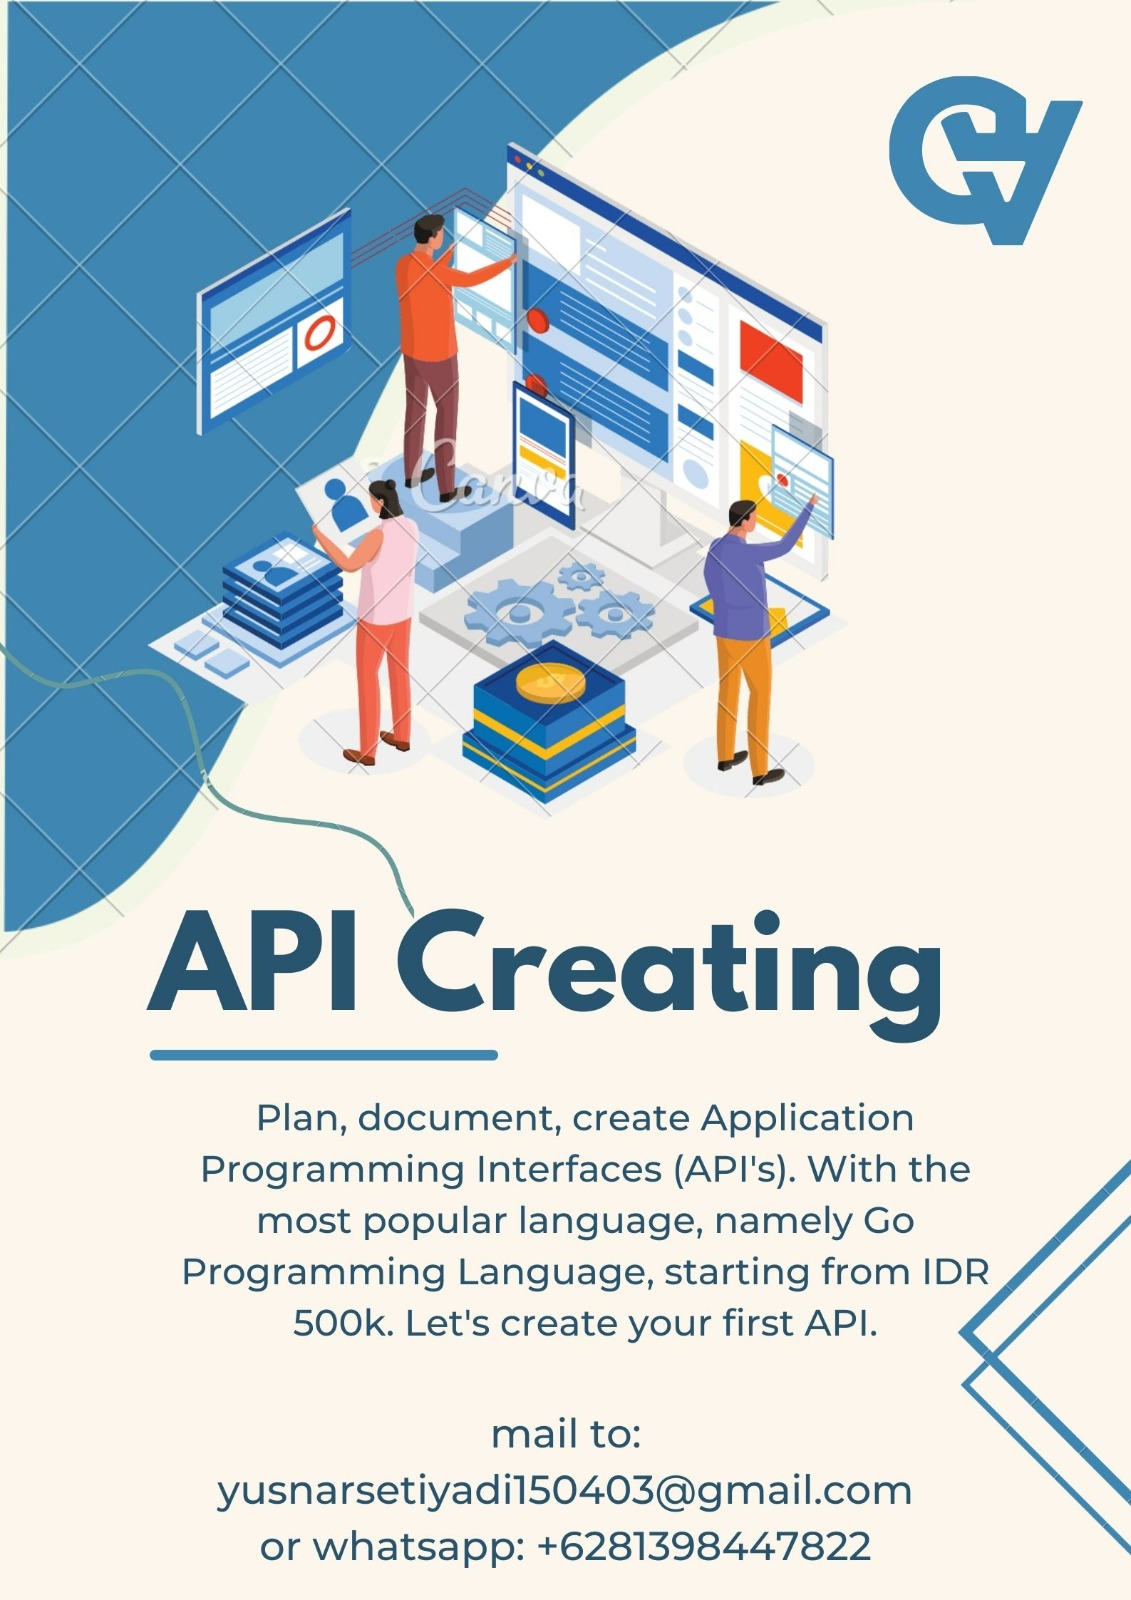 Canva
API Creating
Plan, document, create Application
Programming Interfaces (API's). With the
most popular language, namely Go
Programming Language, starting from IDR
500k. Let's create your first API.
mail to:
yusnarsetiyadi150403@gmail.com
or whatsapp: +6281398447822